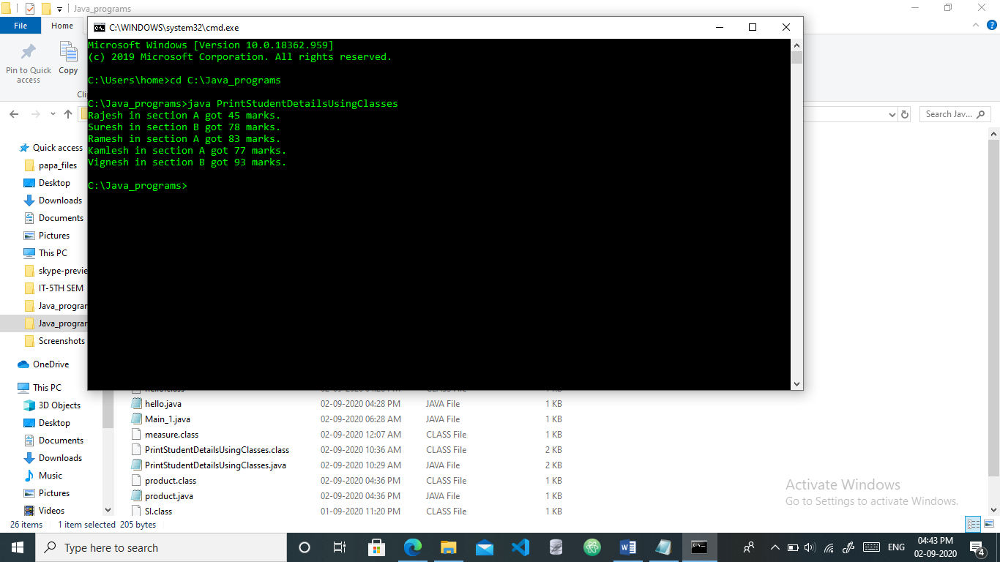 Java_programs
C:\WINDOWS\system32\cmd.exe
File
Home
Pin to Quick access
Copy
Microsoft Windows [Version 10.0.18362.959]
(c) 2019 Microsoft Corporation. All rights reserved.
C:\Users\home>cd C:\Java_programs
C:\Java_programs>java PrintStudentDetailsUsingClasses
Rajesh in section A got 45 marks.
Suresh in section B got 78 marks.
Ramesh in section A got 83 marks.
Kamlesh in section A got 77 marks.
Vignesh in section B got 93 marks.
C:\Java_programs>
Search Jav...
Quick access
papa_files
Desktop
Downloads
Documents
Pictures
This PC
skype-previe
IT-5TH SEM
Java_program
Java_program
Screenshots
OneDrive
This PC
3D Objects
Desktop
Documents
Downloads
Music
Pictures
Videos
hello.java 02-09-2020 04:28 PM JAVA File 1 KB
Main_1.java 02-09-2020 06:28 AM JAVA File 1 KB
measure.class 02-09-2020 12:07 AM CLASS File 1 KB
PrintStudentDetailsUsingClasses.class 02-09-2020 10:36 AM CLASS File 2 KB
PrintStudentDetailsUsingClasses.java 02-09-2020 10:29 AM JAVA File 2 KB
product.class 02-09-2020 04:36 PM CLASS File 1 KB
product.java 02-09-2020 04:36 PM JAVA File 1 KB
SI.class 01-09-2020 11:20 PM CLASS File 1 KB
Activate Windows
Go to Settings to activate Windows.
26 items 1 item selected 205 bytes
Type here to search
ENG
04:43 PM
02-09-2020
4